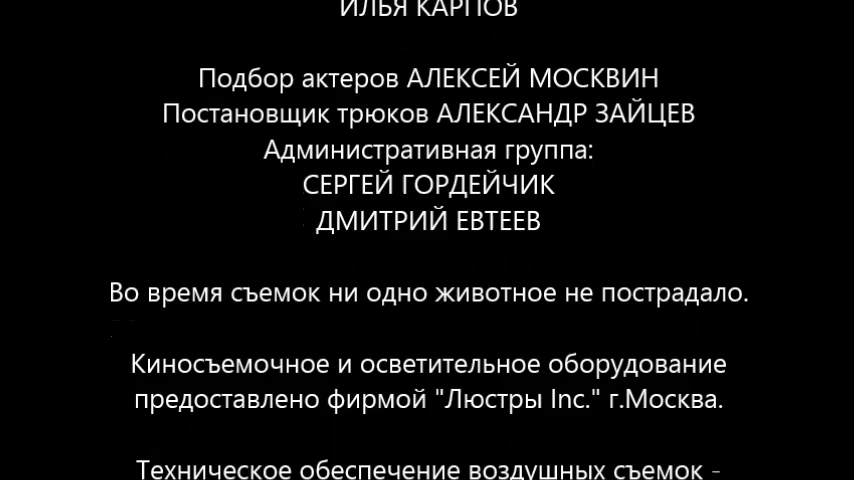 ИЛЬЯ КАРПОВ
Подбор актеров АЛЕКСЕЙ МОСКВИН
Постановщик трюков АЛЕКСАНДР ЗАЙЦЕВ
Административная группа:
СЕРГЕЙ ГОРДЕЙЧИК
ДМИТРИЙ ЕВТЕЕВ
Во время съемок ни одно животное не пострадало.
Киносъемочное и осветительное оборудование
предоставлено фирмой "Люстры Inc." г.Москва.
Техническое обеспечение воздушных съемок -